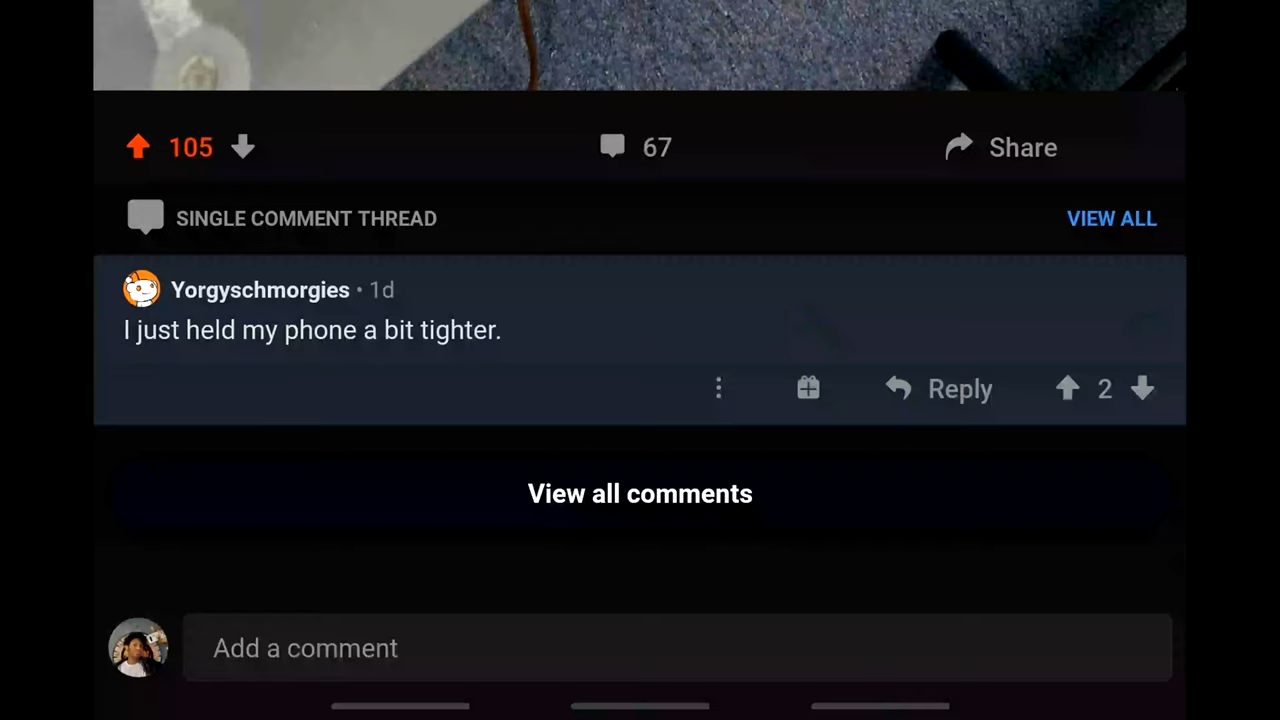 105 67 Share
SINGLE COMMENT THREAD VIEW ALL
Yorgyschmorgies • 1d
I just held my phone a bit tighter.
Reply 2
View all comments
Add a comment